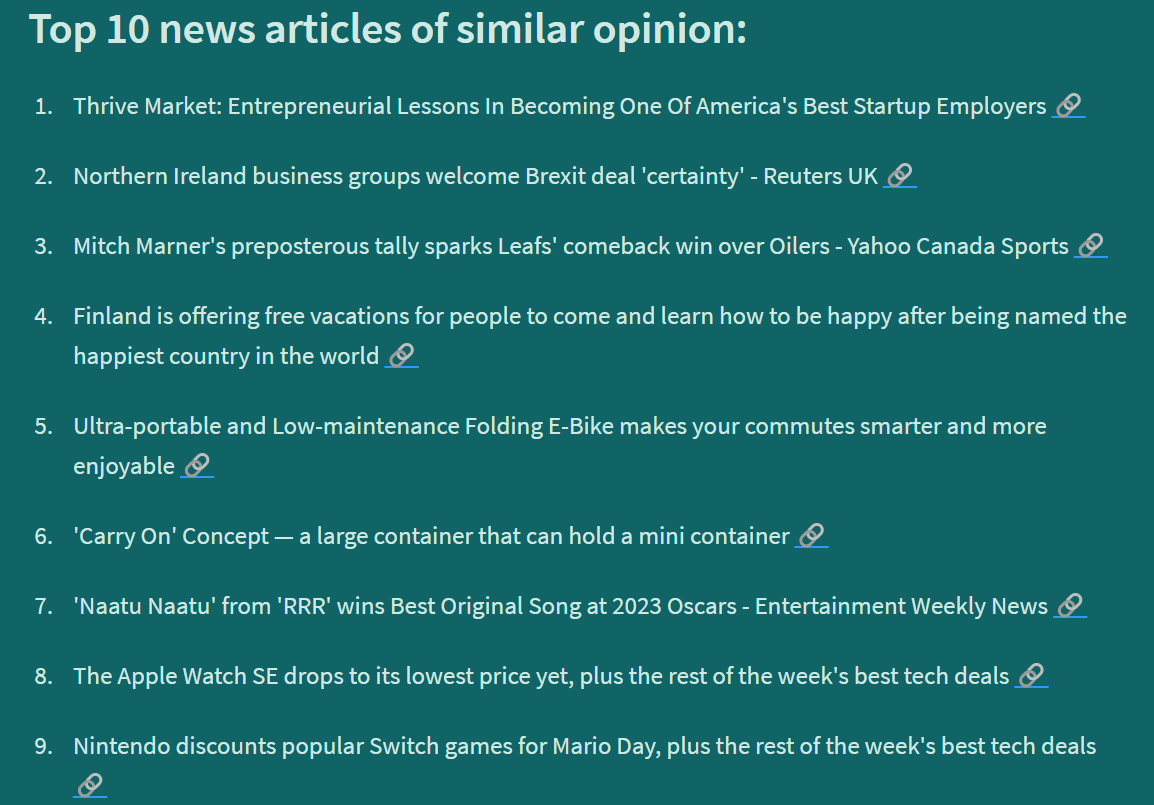 Top 10 news articles of similar opinion:
1. Thrive Market: Entrepreneurial Lessons In Becoming One Of America's Best Startup Employers
2. Northern Ireland business groups welcome Brexit deal 'certainty' - Reuters UK
3. Mitch Marner's preposterous tally sparks Leafs' comeback win over Oilers - Yahoo Canada Sports
4. Finland is offering free vacations for people to come and learn how to be happy after being named the
happiest country in the world
5. Ultra-portable and Low-maintenance Folding E-Bike makes your commutes smarter and more
enjoyable
6. 'Carry On' Concept — a large container that can hold a mini container
7. 'Naatu Naatu' from 'RRR' wins Best Original Song at 2023 Oscars - Entertainment Weekly News
8. The Apple Watch SE drops to its lowest price yet, plus the rest of the week's best tech deals
9. Nintendo discounts popular Switch games for Mario Day, plus the rest of the week's best tech deals